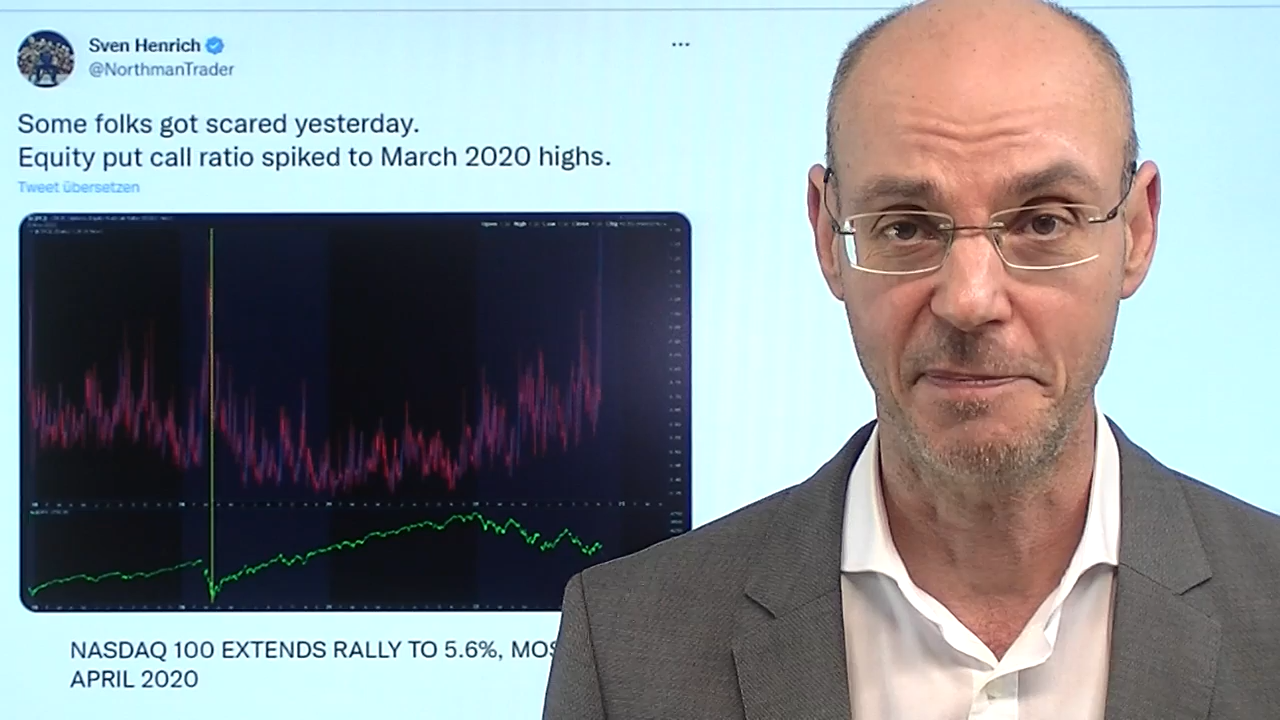 Sven Henrich
@NorthmanTrader
Some folks got scared yesterday.
Equity put call ratio spiked to March 2020 highs.
Tweet übersetzen
NASDAQ 100 EXTENDS RALLY TO 5.6%,
APRIL 2020